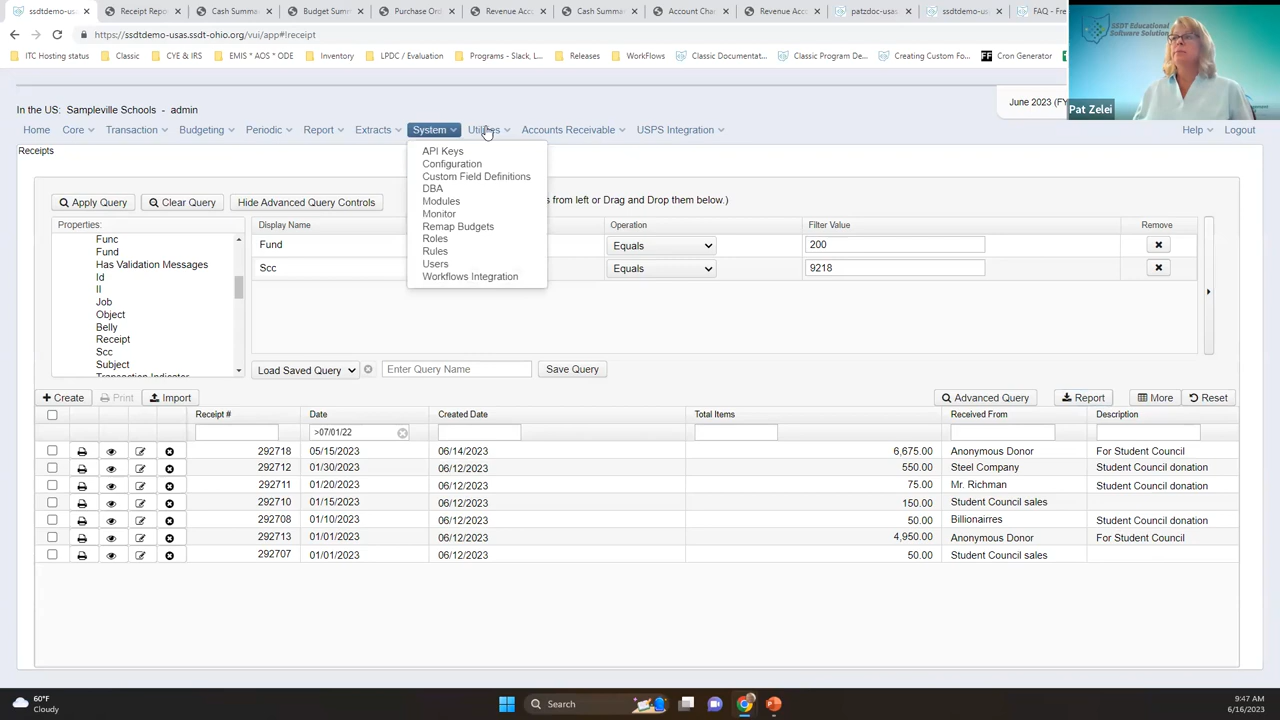 ssdtdemo-us
Receipt Rep
Cash Summa
Budget Summ
Purchase Ord
Revenue Acc
Cash Summa
Account Char
Revenue Acc
patzdoc-usas
ssdtdemo-us
FAQ - Fre
https://ssdtdemo-usas.ssdt-ohio.org/vui/app#!receipt
ITC Hosting status
Classic
CYE & IRS
EMIS * AOS * ODE
Inventory
LPDC / Evaluation
Programs - Slack, L...
Releases
WorkFlows
Classic Documentat...
Classic Program De...
Creating Custom Fo...
Cron Generator
SSDT Educational
Software Solution
Pat Zelei
June 2023 (FY
In the US: Sampleville Schools - admin
Home
Core
Transaction
Budgeting
Periodic
Report
Extracts
System
Utilities
Accounts Receivable
USPS Integration
Help
Logout
Receipts
API Keys
Configuration
Custom Field Definitions
DBA
Modules
Monitor
Remap Budgets
Roles
Rules
Users
Workflows Integration
Apply Query
Clear Query
Hide Advanced Query Controls
s from left or Drag and Drop them below.)
Properties:
Func
Fund
Has Validation Messages
Id
II
Job
Object
Belly
Receipt
Scc
Subject
Transaction Indicator
Display Name
Operation
Filter Value
Remove
Fund
Equals
200
Scc
Equals
9218
Load Saved Query
Enter Query Name
Save Query
Create
Print
Import
Advanced Query
Report
More
Reset
Receipt # Date Created Date Total Items Received From Description
>07/01/22
292718 05/15/2023 06/14/2023 6,675.00 Anonymous Donor For Student Council
292712 01/30/2023 06/12/2023 550.00 Steel Company Student Council donation
292711 01/20/2023 06/12/2023 75.00 Mr. Richman Student Council donation
292710 01/15/2023 06/12/2023 150.00 Student Council sales
292708 01/10/2023 06/12/2023 50.00 Billionairres Student Council donation
292713 01/01/2023 06/12/2023 4,950.00 Anonymous Donor For Student Council
292707 01/01/2023 06/12/2023 50.00 Student Council sales
60°F
Cloudy
Search
9:47 AM
6/16/2023